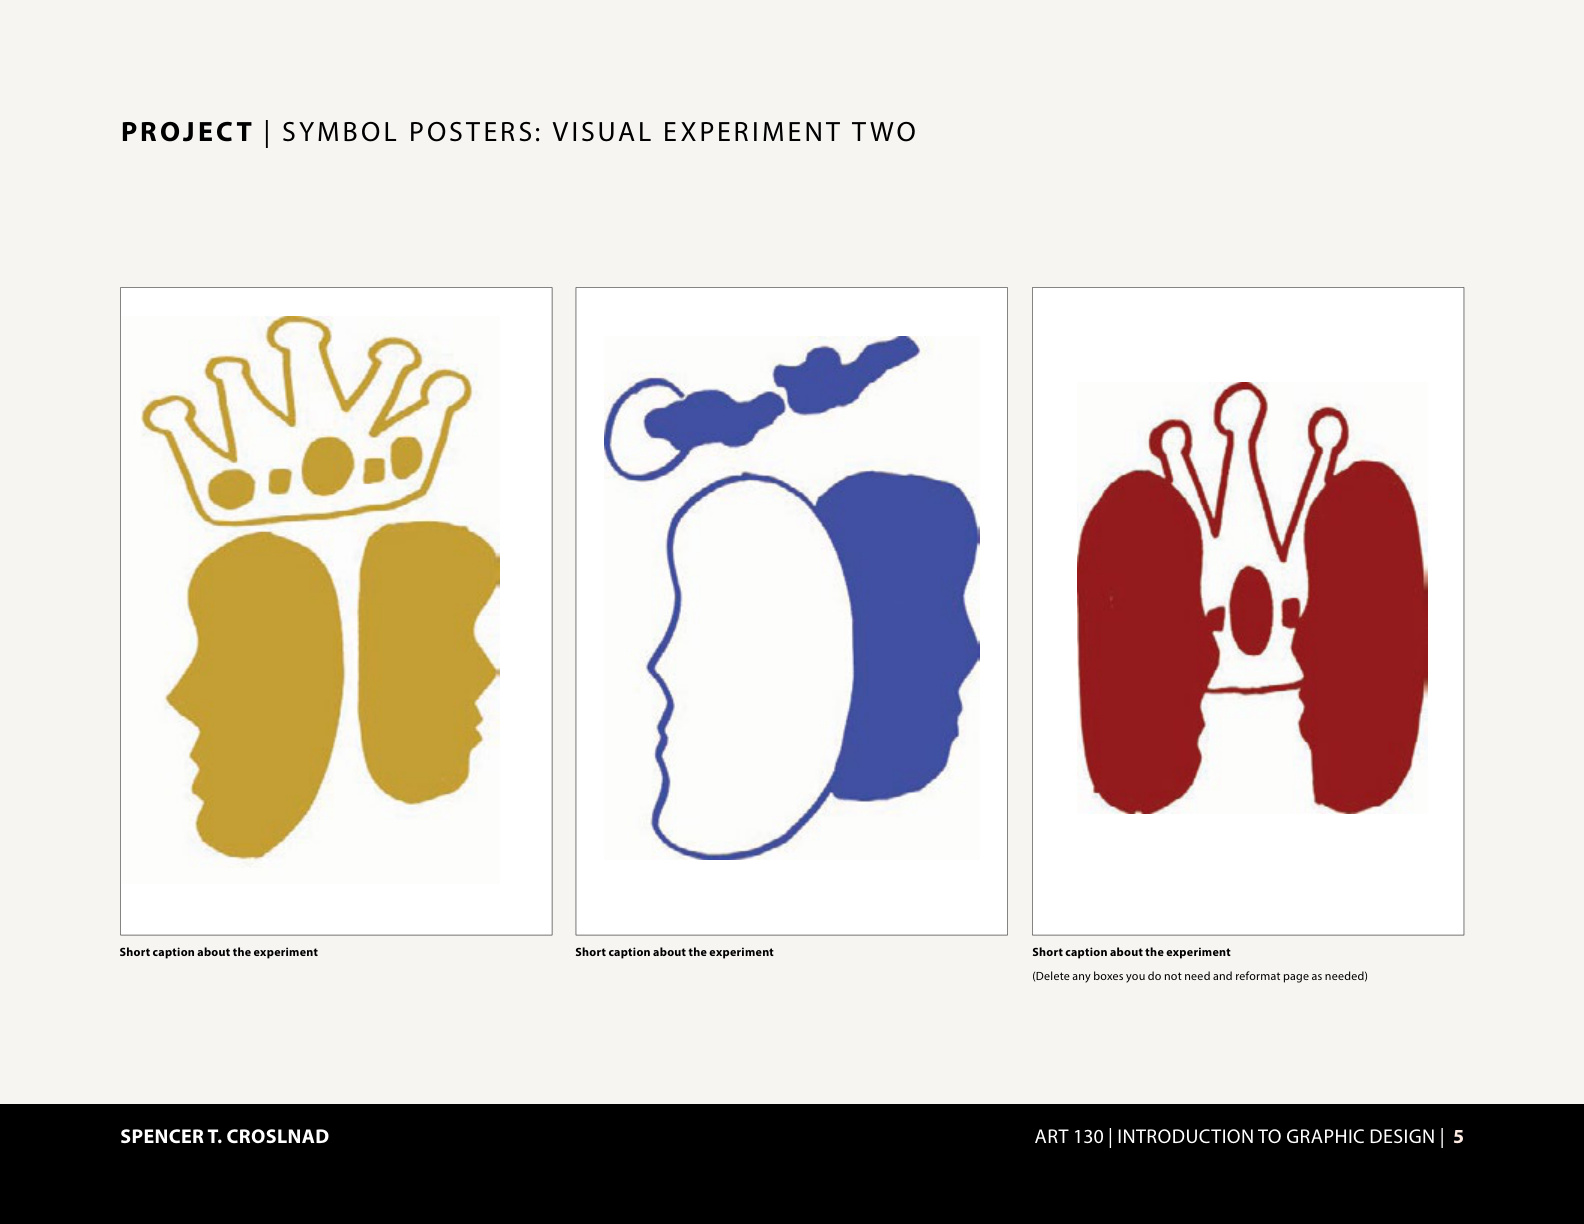 PROJECT | SYMBOL POSTERS: VISUAL EXPERIMENT TWO
Short caption about the experiment
Short caption about the experiment
Short caption about the experiment
(Delete any boxes you do not need and reformat page as needed)
SPENCER T. CROSLNAD
ART 130 | INTRODUCTION TO GRAPHIC DESIGN | 5